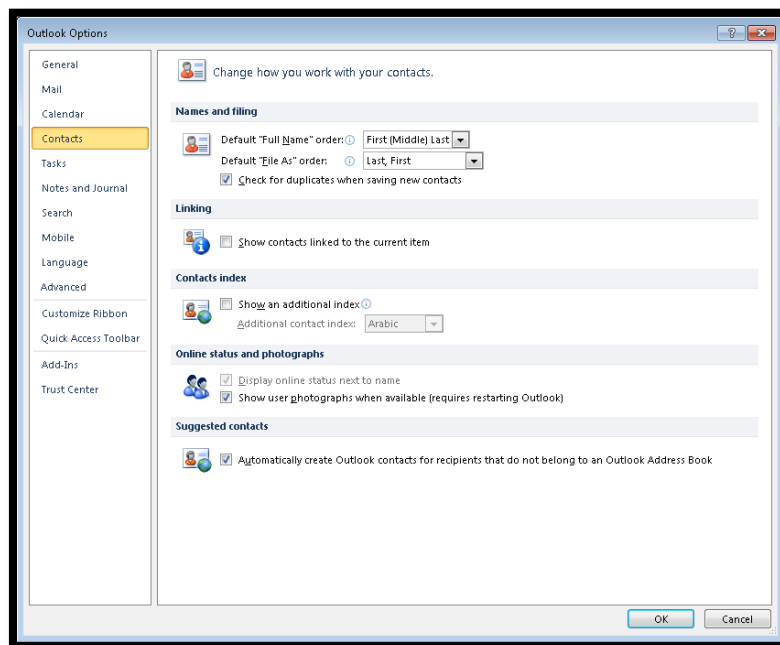 Outlook Options
General
Mail
Calendar
Contacts
Tasks
Notes and Journal
Search
Mobile
Language
Advanced
Customize Ribbon
Quick Access Toolbar
Add-Ins
Trust Center
Change how you work with your contacts.
Names and filing
Default "Full Name" order: First (Middle) Last
Default "File As" order: Last, First
Check for duplicates when saving new contacts
Linking
Show contacts linked to the current item
Contacts index
Show an additional index
Additional contact index: Arabic
Online status and photographs
Display online status next to name
Show user photographs when available (requires restarting Outlook)
Suggested contacts
Automatically create Outlook contacts for recipients that do not belong to an Outlook Address Book
OK Cancel